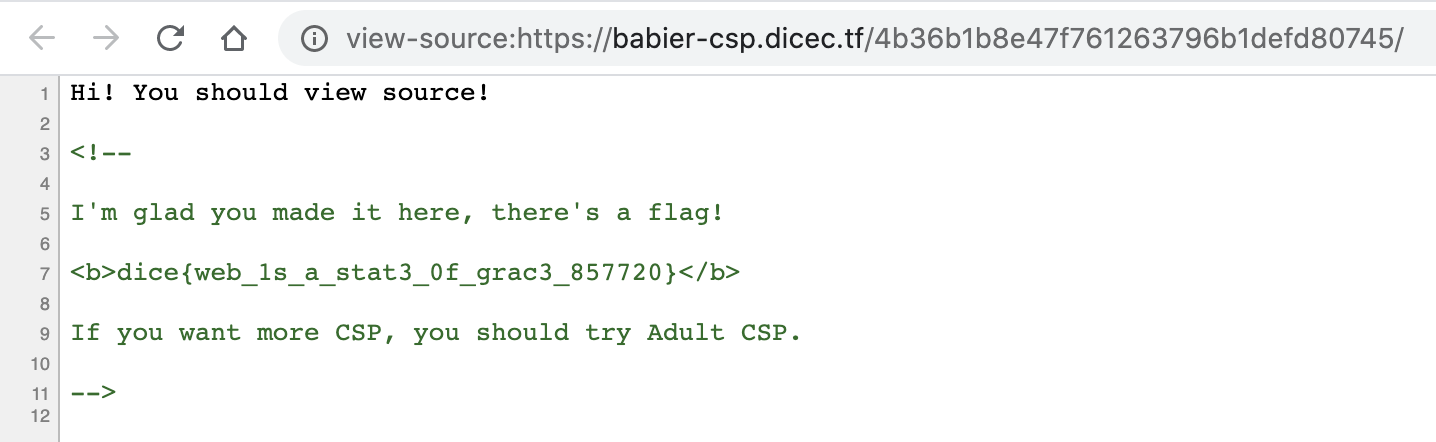 view-source:https://babier-csp.dicec.tf/4b36b1b8e47f761263796b1defd80745/
1 Hi! You should view source!
2
3 <!--
4
5 I'm glad you made it here, there's a flag!
6
7 <b>dice{web_1s_a_stat3_0f_grac3_857720}</b>
8
9 If you want more CSP, you should try Adult CSP.
10
11 -->
12